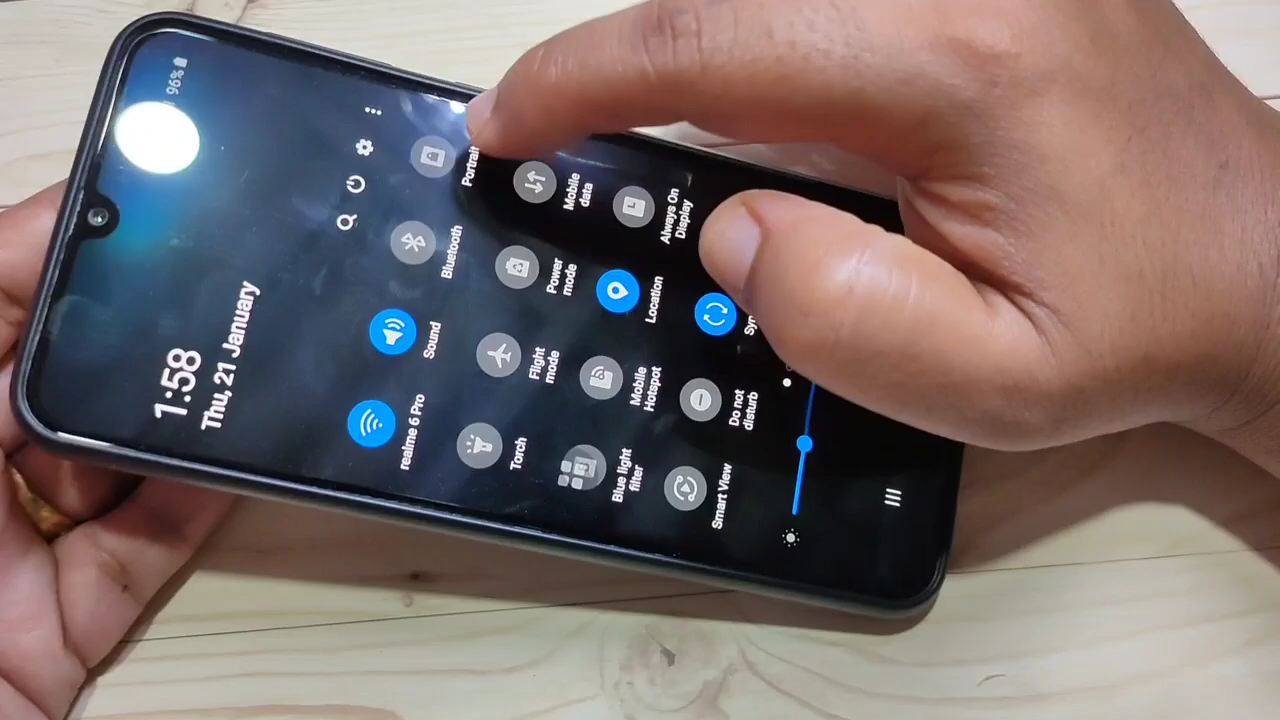 96%
1:58
Thu, 21 January
realme 6 Pro
Sound
Bluetooth
Portrait
Torch
Flight
mode
Power
mode
Mobile
data
Blue light
filter
Mobile
Hotspot
Location
Always On
Display
Smart View
Do not
disturb